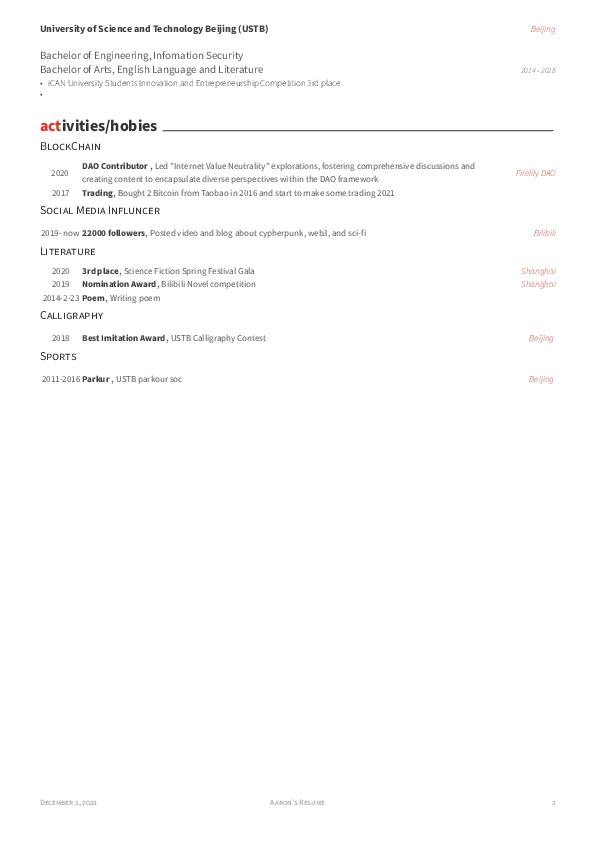 University of Science and Technology Beijing (USTB) Beijing
Bachelor of Engineering, Infomation Security
Bachelor of Arts, English Language and Literature 2014 - 2018
• iCAN University Students Innovation and Entrepreneurship Competition 3rd place
•
activities/hobies
BlockChain
2020 DAO Contributor , Led "Internet Value Neutrality" explorations, fostering comprehensive discussions and creating content to encapsulate diverse perspectives within the DAO framework Firelily DAO
2017 Trading, Bought 2 Bitcoin from Taobao in 2016 and start to make some trading 2021
Social Media Influncer
2019- now 22000 followers, Posted video and blog about cypherpunk, web3, and sci-fi Bilibili
Literature
2020 3rd place, Science Fiction Spring Festival Gala Shanghai
2019 Nomination Award, Bilibili Novel competition Shanghai
2014-2-23 Poem, Writing poem
Calligraphy
2018 Best Imitation Award, USTB Calligraphy Contest Beijing
Sports
2011-2016 Parkur , USTB parkour soc Beijing
December 2, 2023 Aaron's Resume 2